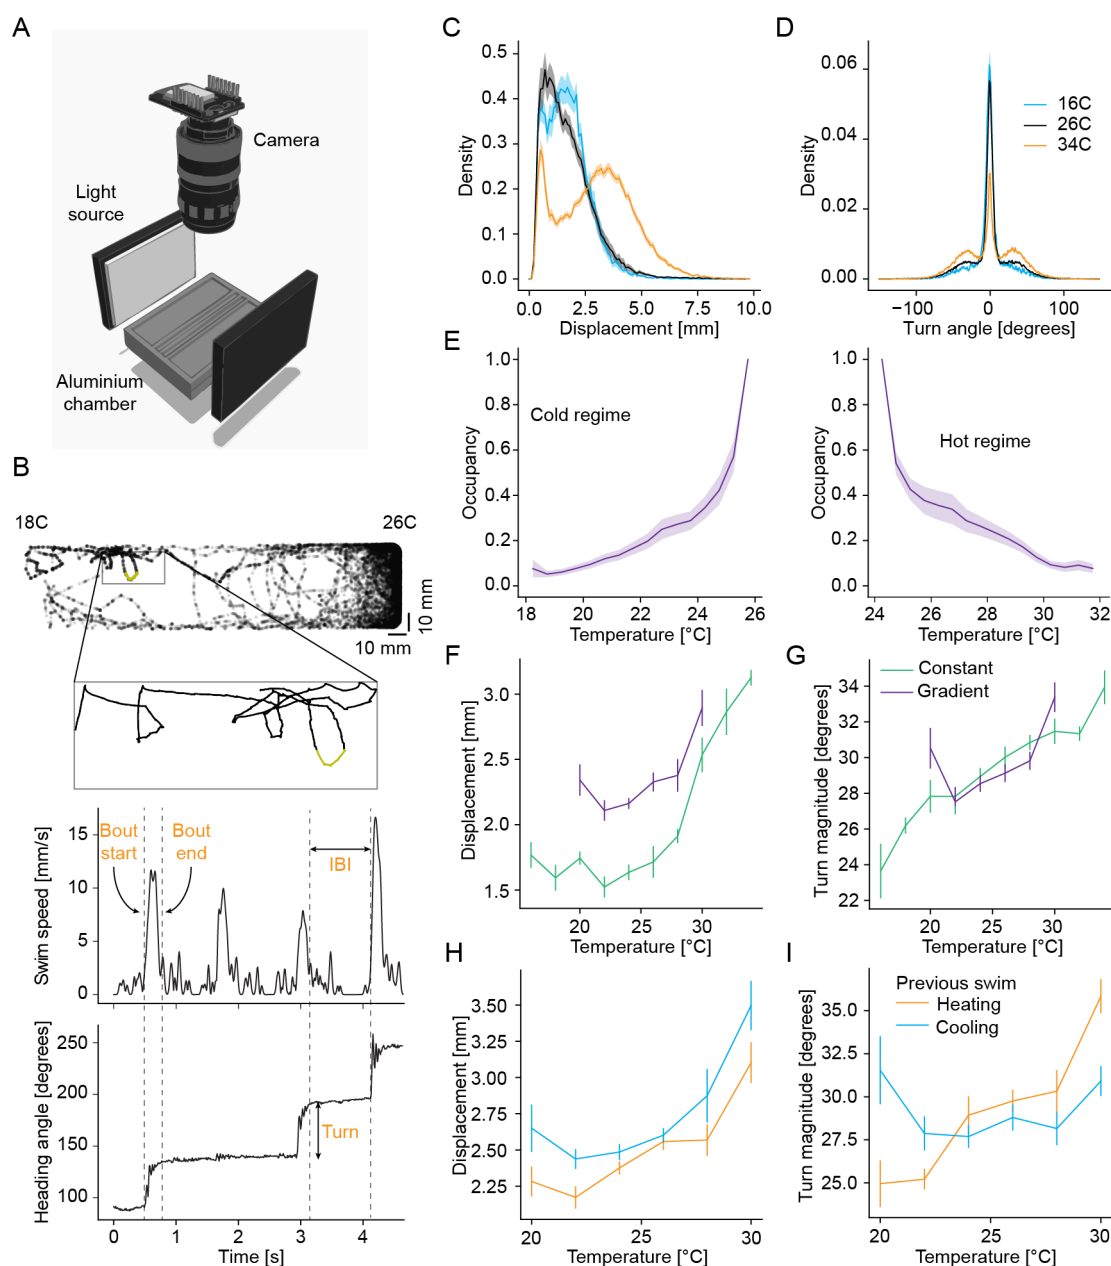 A
Camera
Light
source
Aluminium
chamber
B
18C
26C
10 mm
10 mm
Bout
start
Bout
end
IBI
Swim speed [mm/s]
15
10
5
0
Heading angle [degrees]
250
200
150
100
Turn
0 1 2 3 4
Time [s]
C
Density
0.5
0.4
0.3
0.2
0.1
0.0
0.0 2.5 5.0 7.5 10.0
Displacement [mm]
D
Density
0.06
0.04
0.02
0.00
16C
26C
34C
−100 0 100
Turn angle [degrees]
E
Occupancy
1.0
0.8
0.6
0.4
0.2
0.0
Cold regime
18 20 22 24 26
Temperature [°C]
Occupancy
1.0
0.8
0.6
0.4
0.2
0.0
Hot regime
24 26 28 30 32
Temperature [°C]
F
Displacement [mm]
3.0
2.5
2.0
1.5
20 25 30
Temperature [°C]
G
Constant
Gradient
Turn magnitude [degrees]
34
32
30
28
26
24
22
20 25 30
Temperature [°C]
H
Displacement [mm]
3.50
3.25
3.00
2.75
2.50
2.25
20 22 24 26 28 30
Temperature [°C]
I
Previous swim
Heating
Cooling
Turn magnitude [degrees]
35.0
32.5
30.0
27.5
25.0
20 22 24 26 28 30
Temperature [°C]